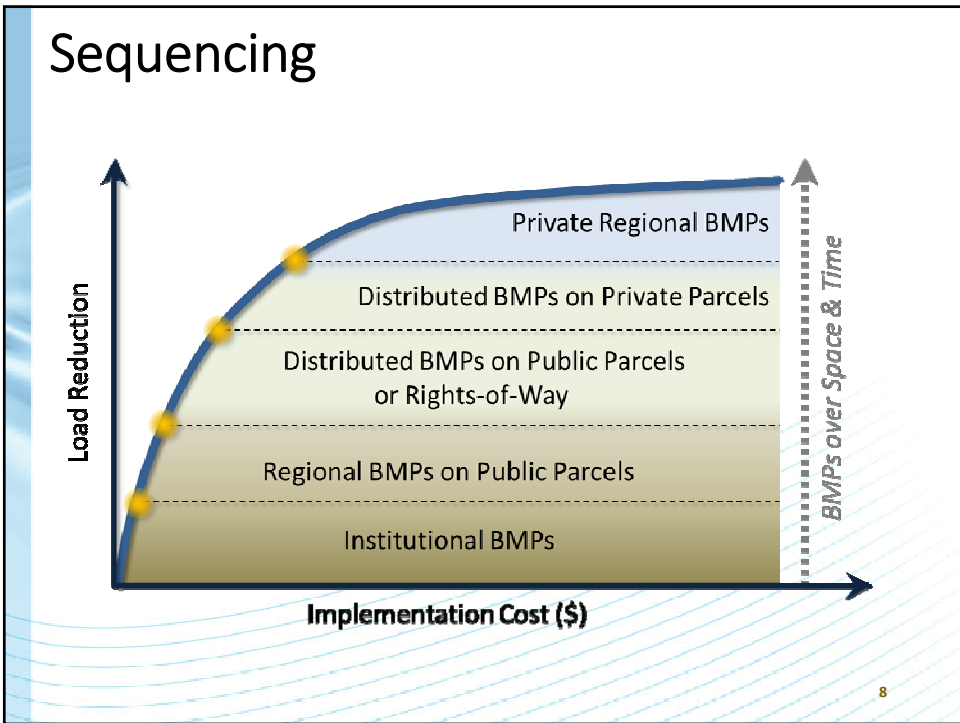 Sequencing
Load Reduction
Private Regional BMPs
Distributed BMPs on Private Parcels
Distributed BMPs on Public Parcels
or Rights-of-Way
Regional BMPs on Public Parcels
Institutional BMPs
BMPs over Space & Time
Implementation Cost ($)
8